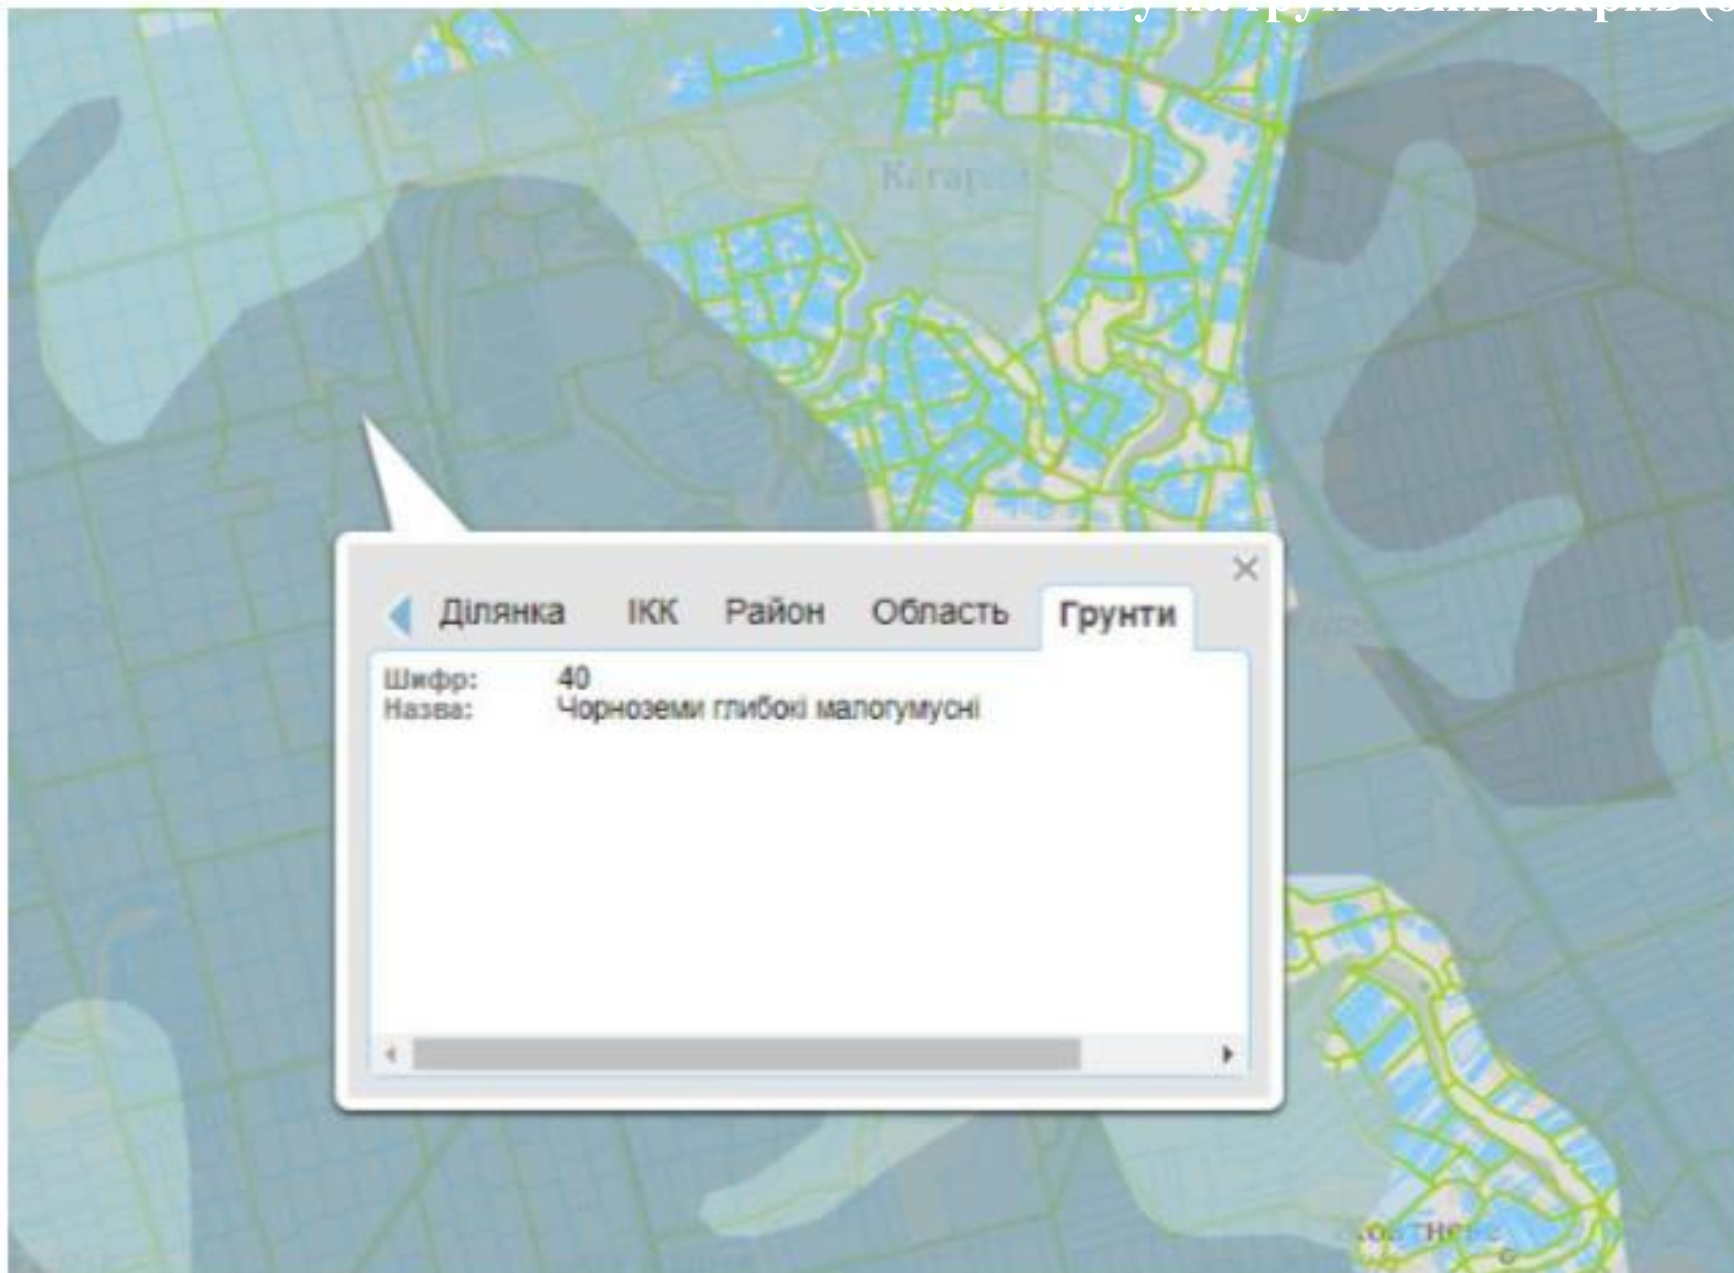 Ділянка ІКК Район Область Грунти
Шифр: 40
Назва: Чорноземи глибокі малогумусні